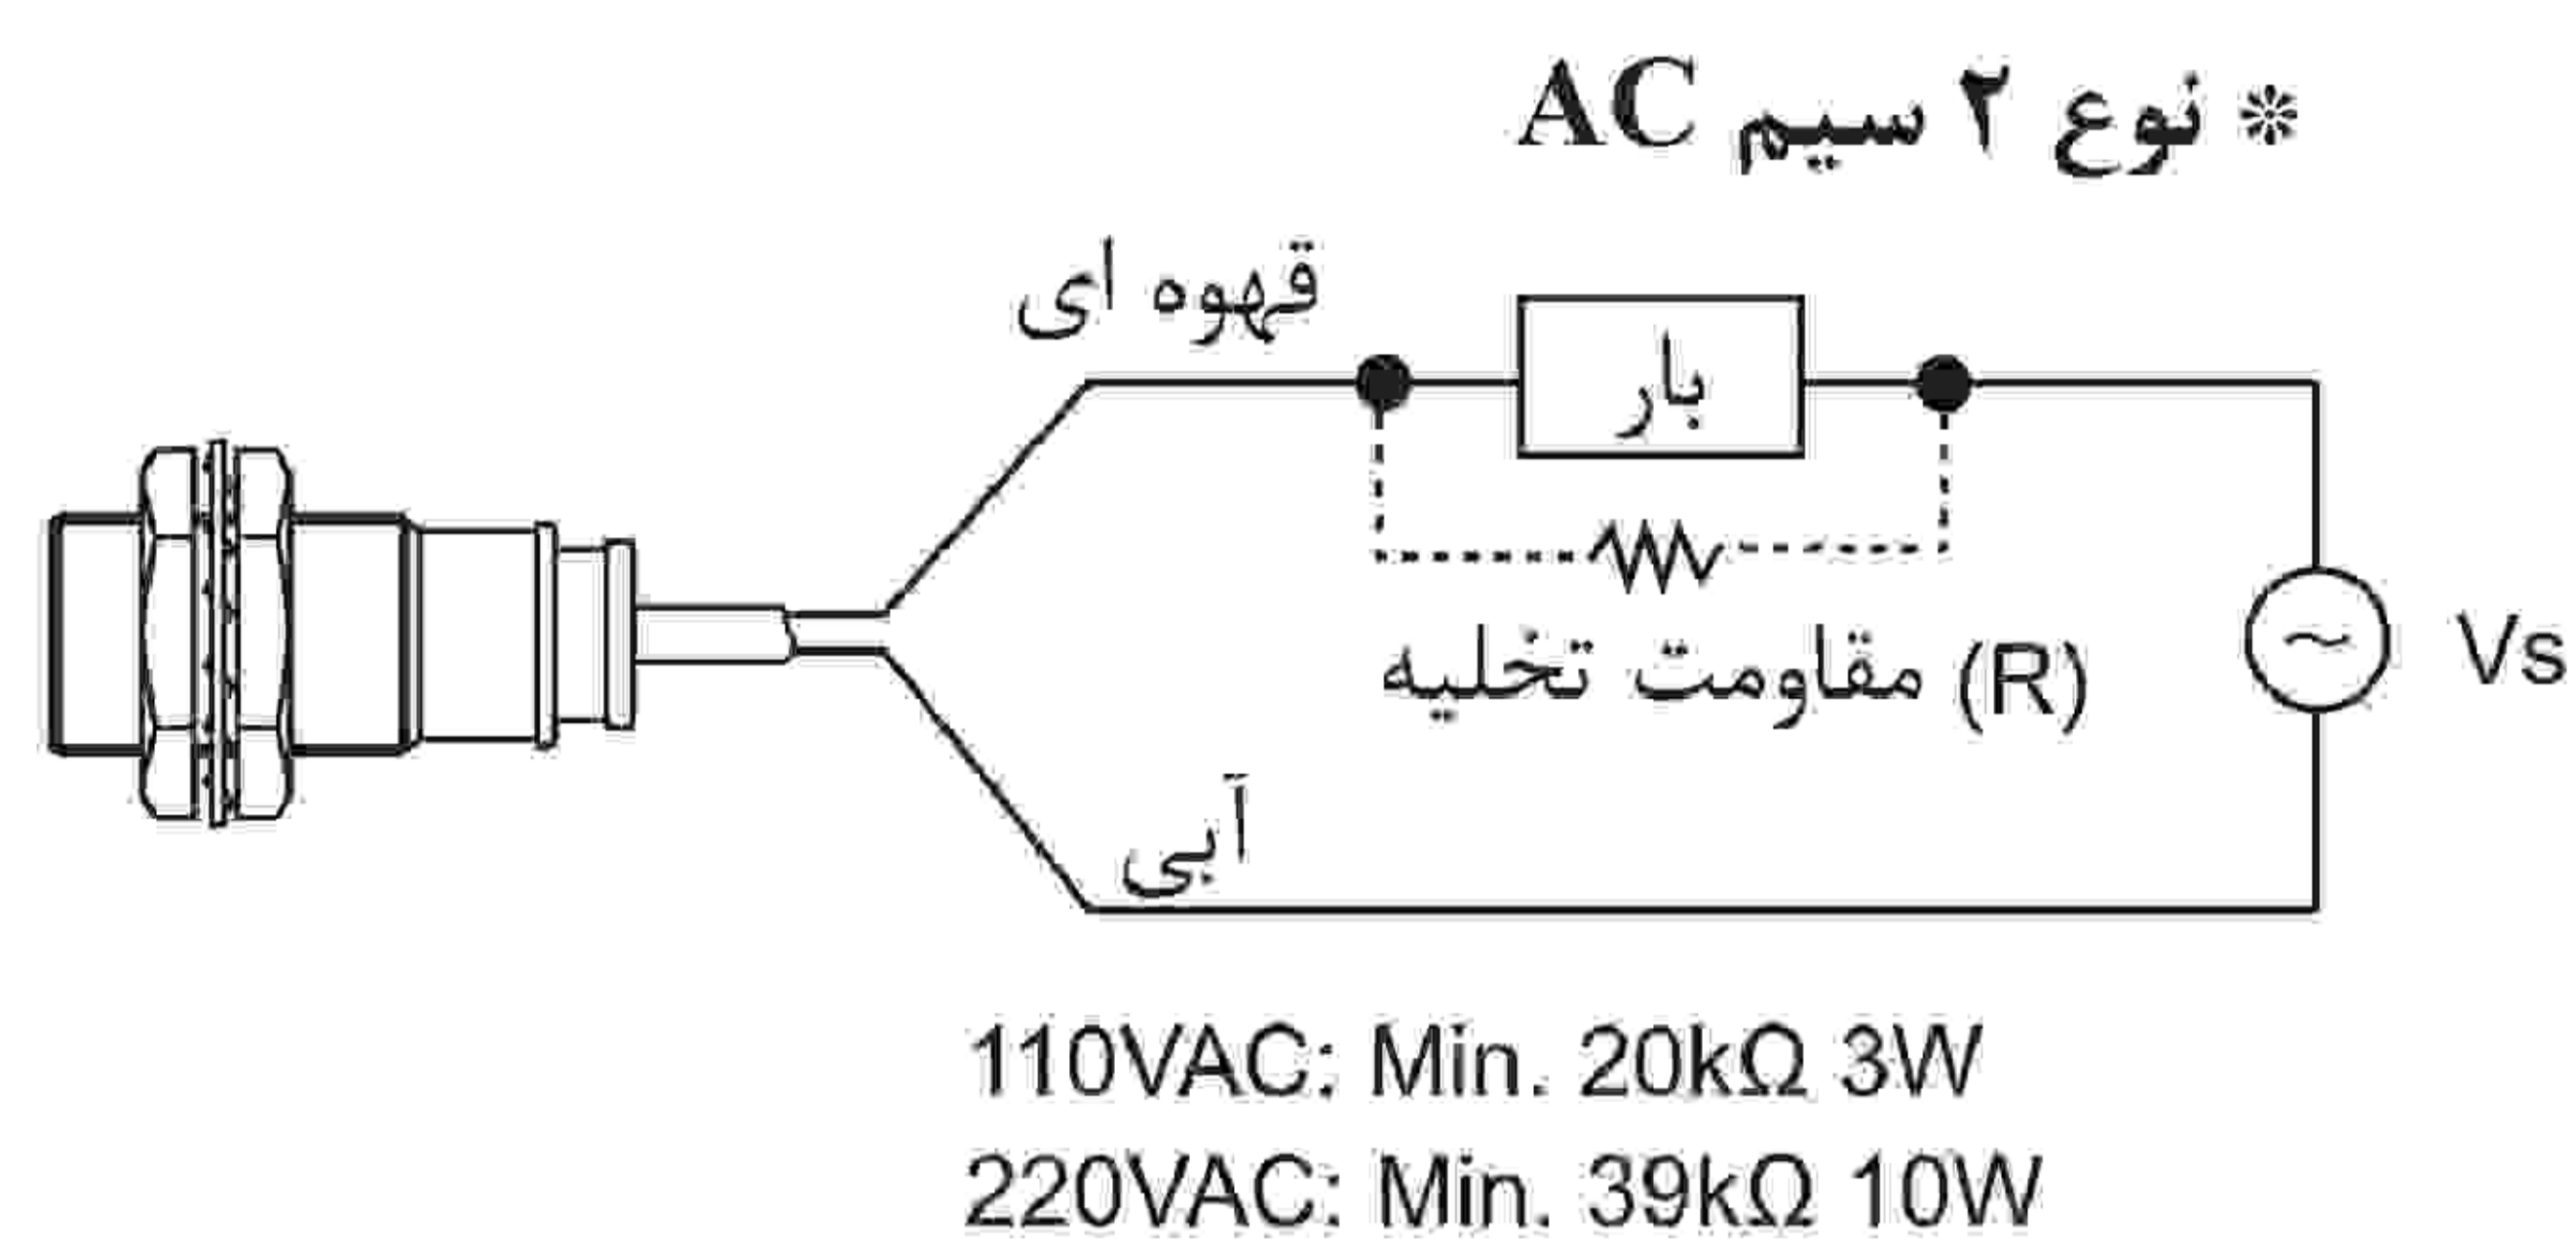 * نوع ۲ سیم AC
قهوه ای
بار
(R) مقاومت تخلیه
Vs
آبی
110VAC: Min. 20kΩ 3W
220VAC: Min. 39kΩ 10W